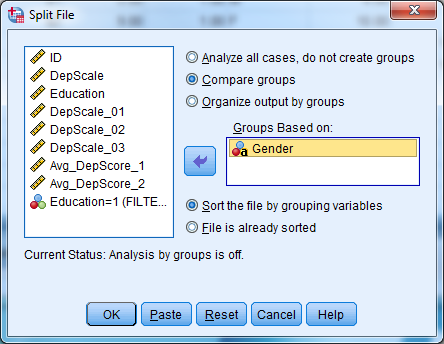 Split File
ID
DepScale
Education
DepScale_01
DepScale_02
DepScale_03
Avg_DepScore_1
Avg_DepScore_2
Education=1 (FILTE...
Analyze all cases, do not create groups
Compare groups
Organize output by groups
Groups Based on:
a Gender
Sort the file by grouping variables
File is already sorted
Current Status: Analysis by groups is off.
OK Paste Reset Cancel Help